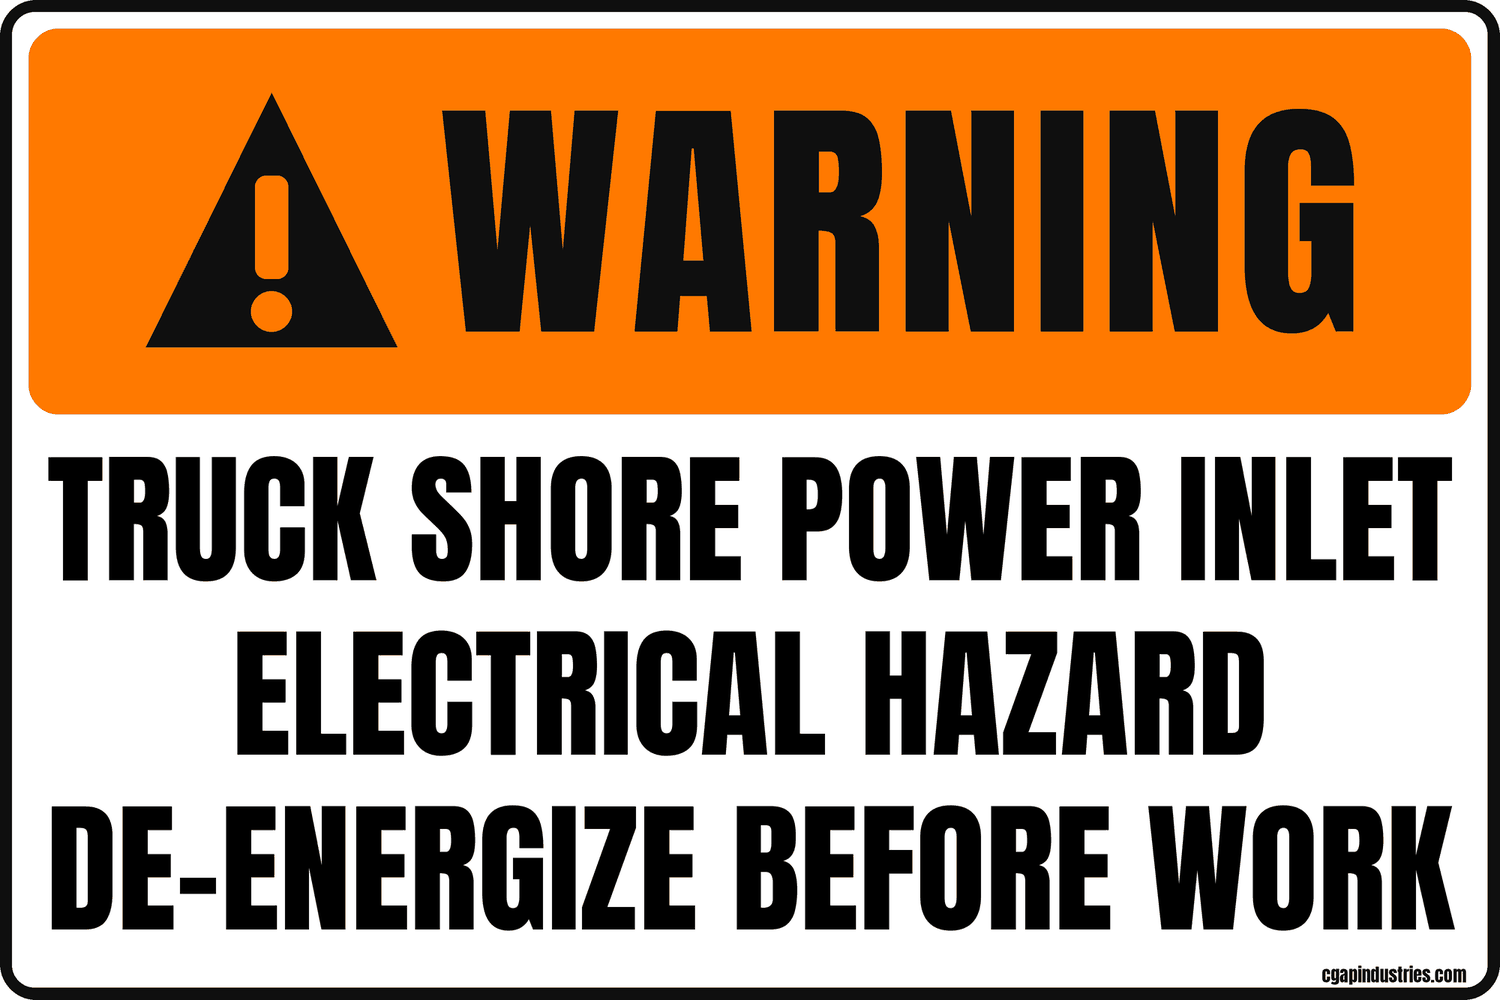 WARNING
TRUCK SHORE POWER INLET
ELECTRICAL HAZARD
DE-ENERGIZE BEFORE WORK
cgapindustries.com